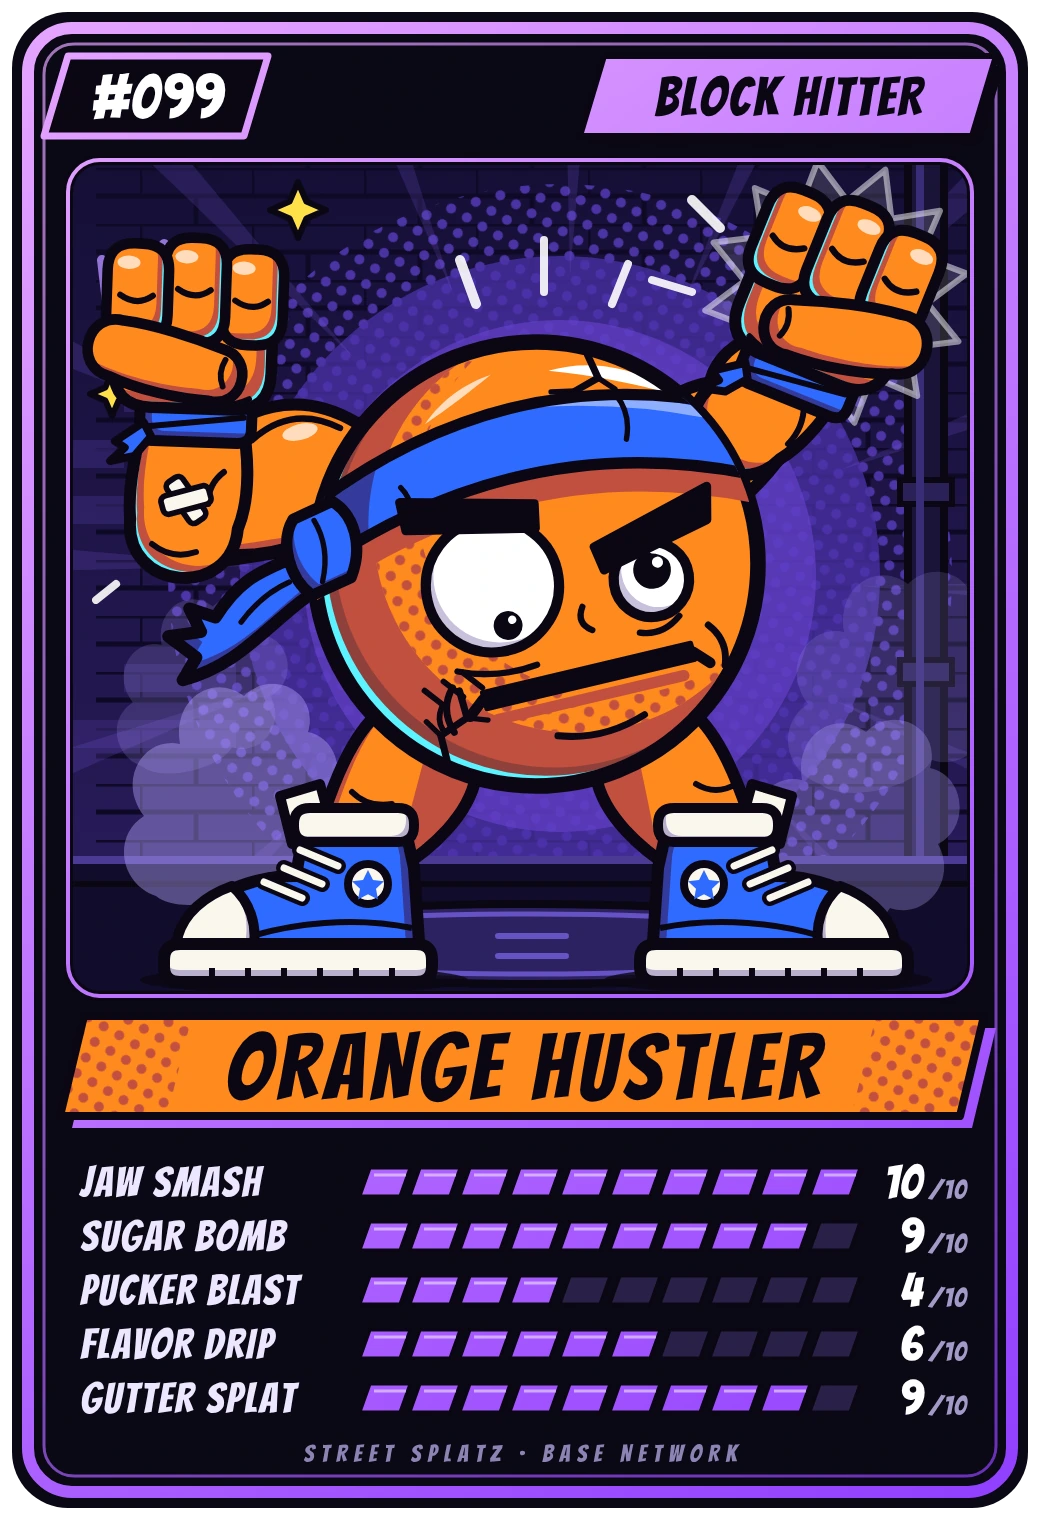 #099
BLOCK HITTER
ORANGE HUSTLER
JAW SMASH 10/10
SUGAR BOMB 9/10
PUCKER BLAST 4/10
FLAVOR DRIP 6/10
GUTTER SPLAT 9/10
STREET SPLATZ · BASE NETWORK